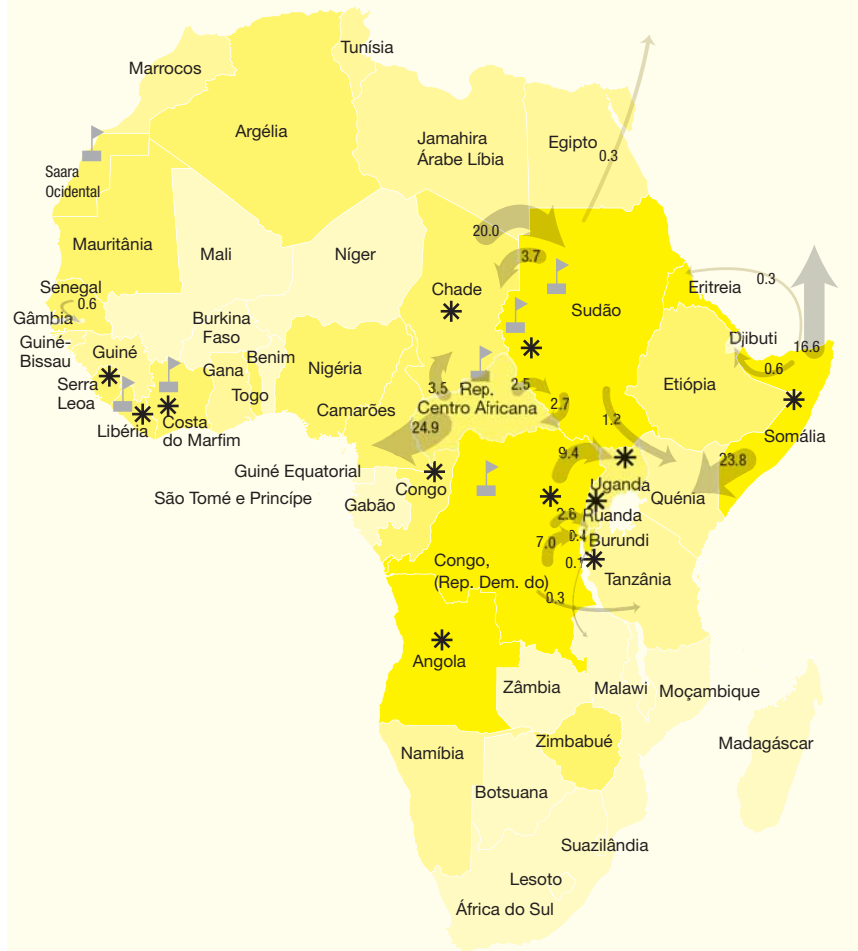 Tunísia
Marrocos
Argélia
Jamahira
Árabe Líbia
Egipto
0.3
Saara
Ocidental
Mauritânia
Mali
Níger
20.0
3.7
Chade
Sudão
Eritreia
0.3
Senegal
0.6
Gâmbia
Guiné-
Bissau
Guiné
Burkina
Faso
Benim
Gana
Togo
Nigéria
Serra
Leoa
Libéria
Costa
do Marfim
Camarões
3.5
24.9
Rep.
Centro Africana
2.5
2.7
1.2
Djibuti
16.6
0.6
Etiópia
Somália
23.8
Guiné Equatorial
São Tomé e Princípe
Gabão
Congo
9.4
Uganda
Quénia
2.6
Ruanda
0.4
7.0
Burundi
0.1
Congo,
(Rep. Dem. do)
Tanzânia
0.3
Angola
Zâmbia
Malawi
Moçambique
Zimbabué
Madagáscar
Namíbia
Botsuana
Suazilândia
Lesoto
África do Sul